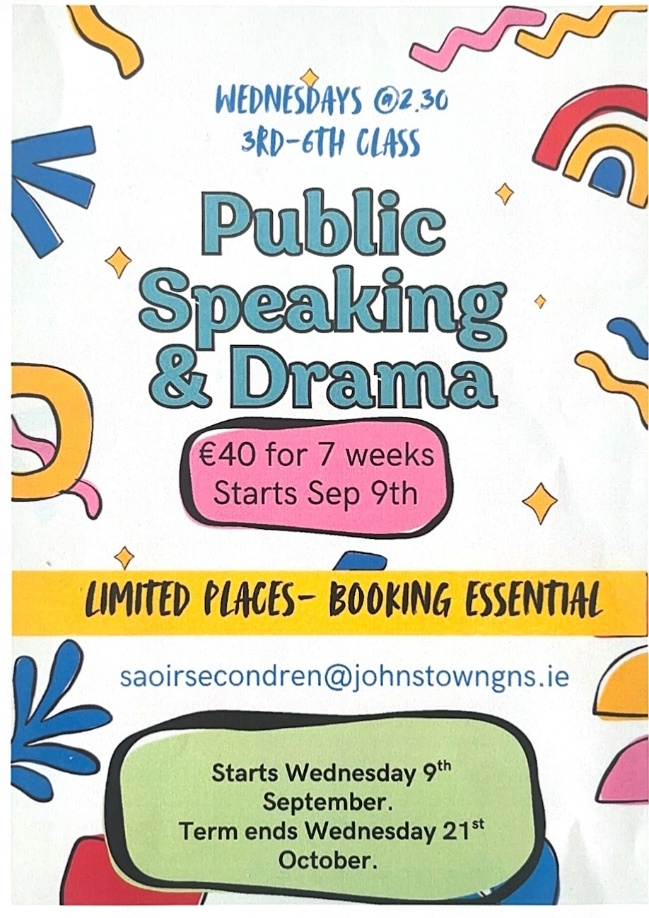 WEDNESDAYS @2.30
3RD-6TH CLASS
Public
Speaking
& Drama
€40 for 7 weeks
Starts Sep 9th
LIMITED PLACES- BOOKING ESSENTIAL
saoirsecondren@johnstowngns.ie
Starts Wednesday 9th
September.
Term ends Wednesday 21st
October.